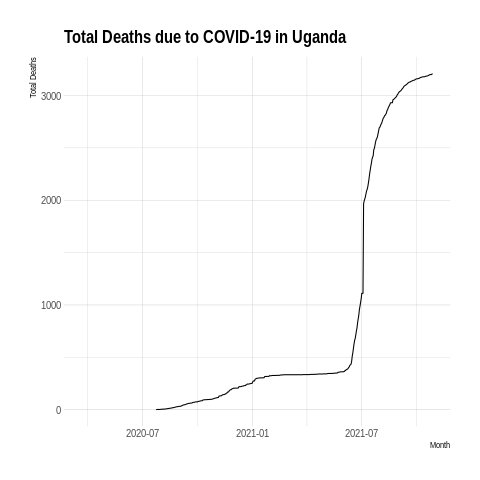 Total Deaths due to COVID-19 in Uganda
Total Deaths
3000
2000
1000
0
2020-07 2021-01 2021-07
Month